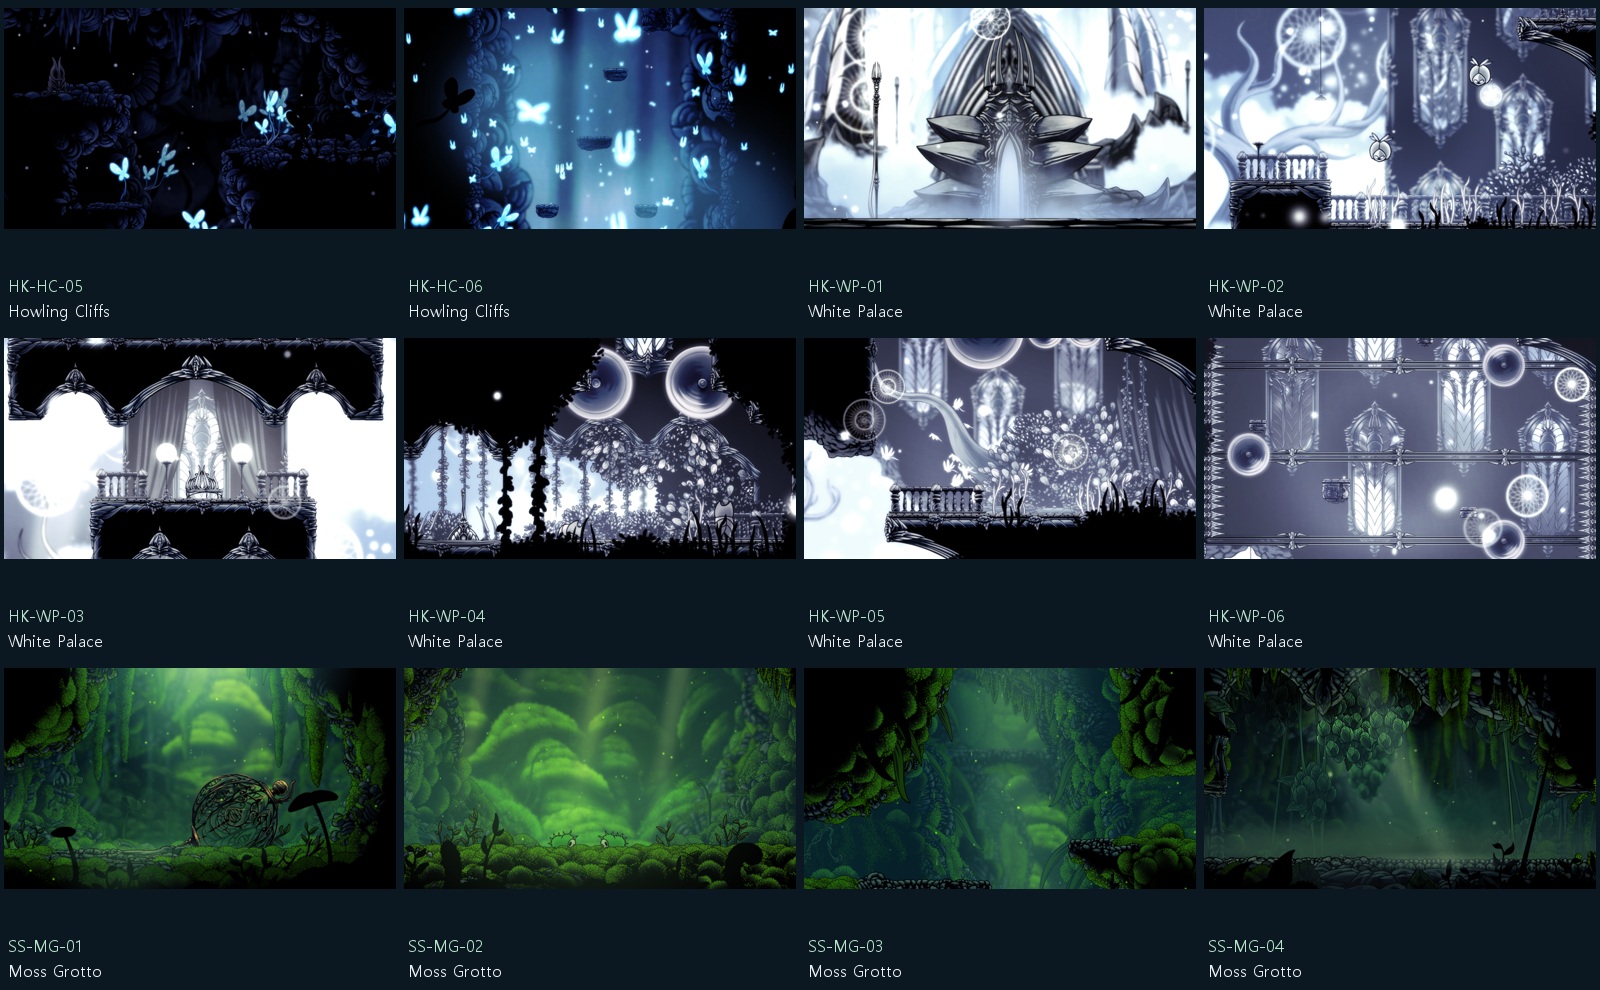 HK-HC-05
Howling Cliffs
HK-HC-06
Howling Cliffs
HK-WP-01
White Palace
HK-WP-02
White Palace
HK-WP-03
White Palace
HK-WP-04
White Palace
HK-WP-05
White Palace
HK-WP-06
White Palace
SS-MG-01
Moss Grotto
SS-MG-02
Moss Grotto
SS-MG-03
Moss Grotto
SS-MG-04
Moss Grotto